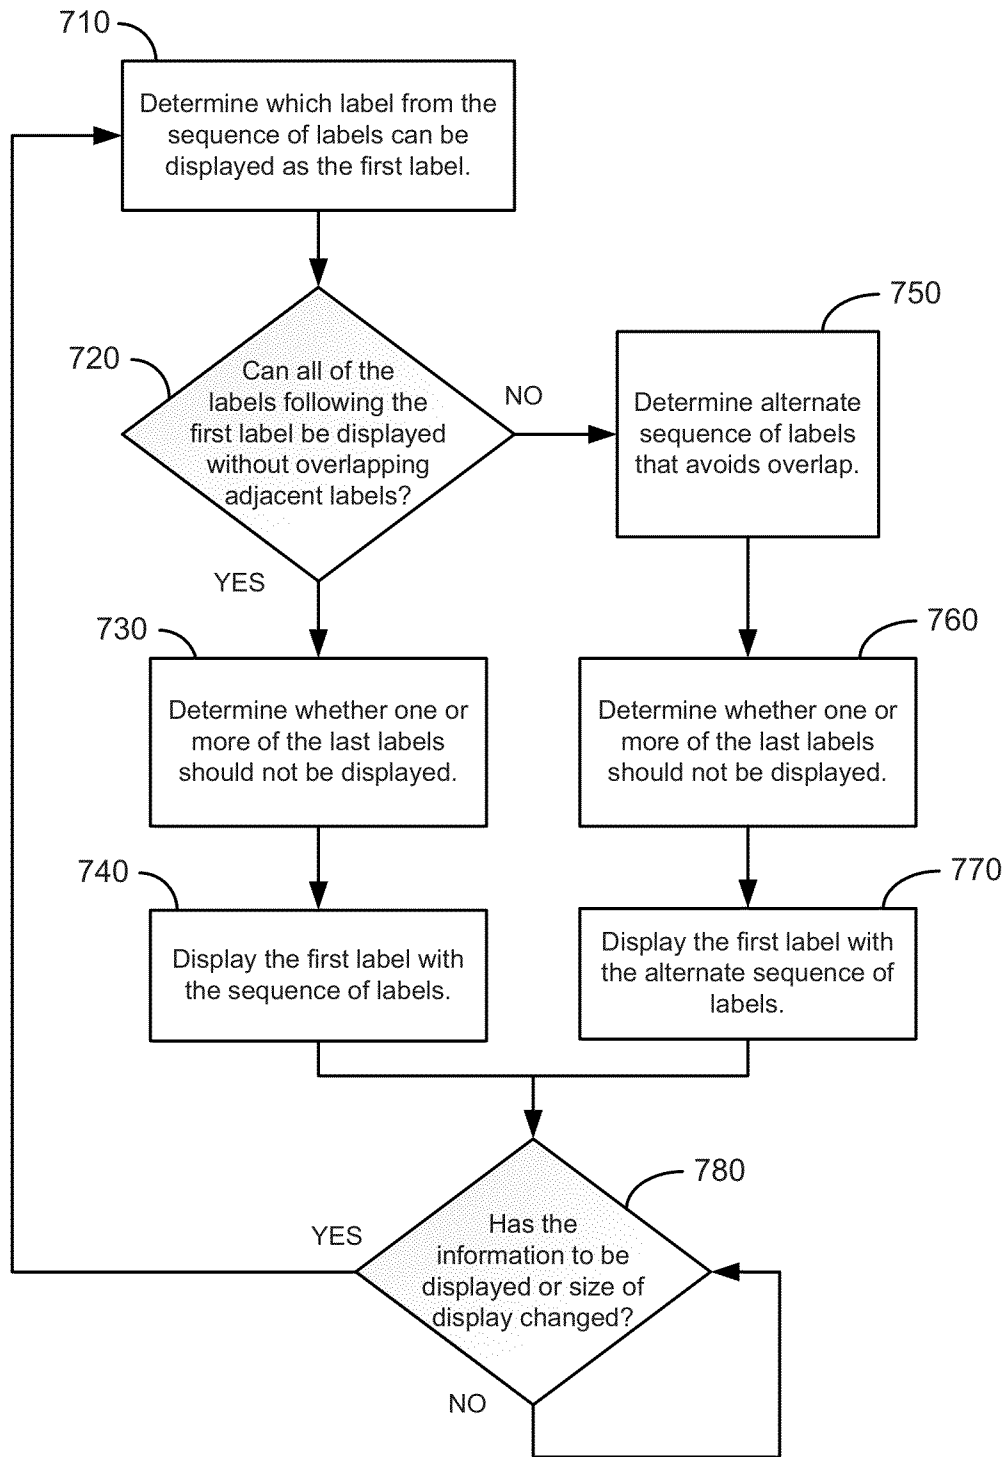 710
Determine which label from the
sequence of labels can be
displayed as the first label.
720
Can all of the
labels following the
first label be displayed
without overlapping
adjacent labels?
NO
YES
750
Determine alternate
sequence of labels
that avoids overlap.
730
Determine whether one or
more of the last labels
should not be displayed.
760
Determine whether one or
more of the last labels
should not be displayed.
740
Display the first label with
the sequence of labels.
770
Display the first label with
the alternate sequence of
labels.
780
Has the
information to be
displayed or size of
display changed?
YES
NO